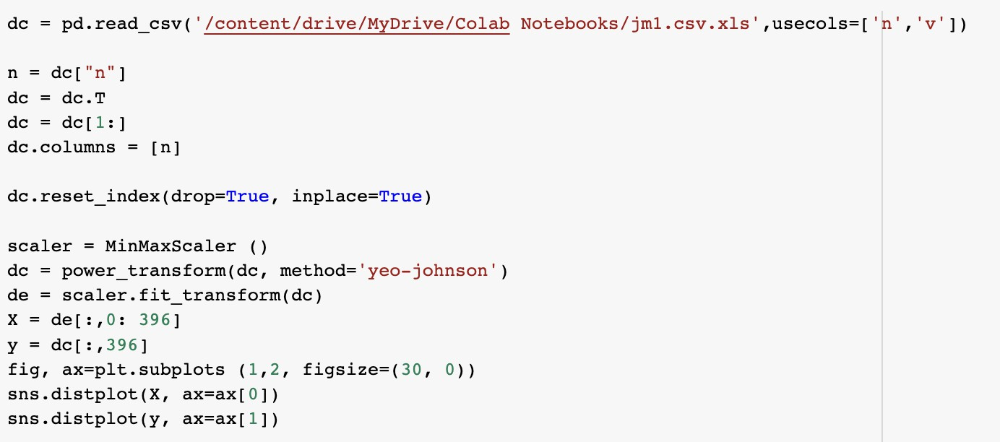 dc = pd.read_csv('/content/drive/MyDrive/Colab Notebooks/jm1.csv.xls',usecols=['n','v'])
n = dc["n"]
dc = dc.T
dc = dc[1:]
dc.columns = [n]
dc.reset_index(drop=True, inplace=True)
scaler = MinMaxScaler ()
dc = power_transform(dc, method='yeo-johnson')
de = scaler.fit_transform(dc)
X = de[:,0: 396]
y = dc[:,396]
fig, ax=plt.subplots (1,2, figsize=(30, 0))
sns.distplot(X, ax=ax[0])
sns.distplot(y, ax=ax[1])